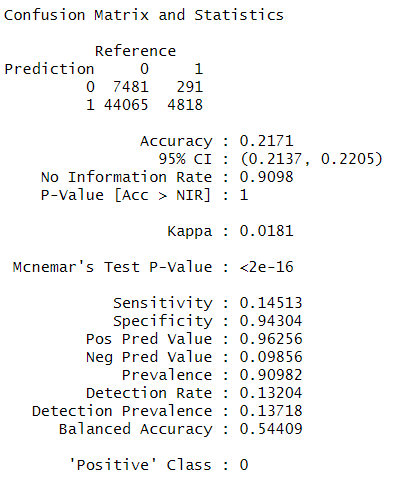 Confusion Matrix and Statistics
Reference
Prediction 0 1
0 7481 291
1 44065 4818
Accuracy : 0.2171
95% CI : (0.2137, 0.2205)
No Information Rate : 0.9098
P-Value [Acc > NIR] : 1
Kappa : 0.0181
Mcnemar's Test P-Value : <2e-16
Sensitivity : 0.14513
Specificity : 0.94304
Pos Pred Value : 0.96256
Neg Pred Value : 0.09856
Prevalence : 0.90982
Detection Rate : 0.13204
Detection Prevalence : 0.13718
Balanced Accuracy : 0.54409
'Positive' Class : 0